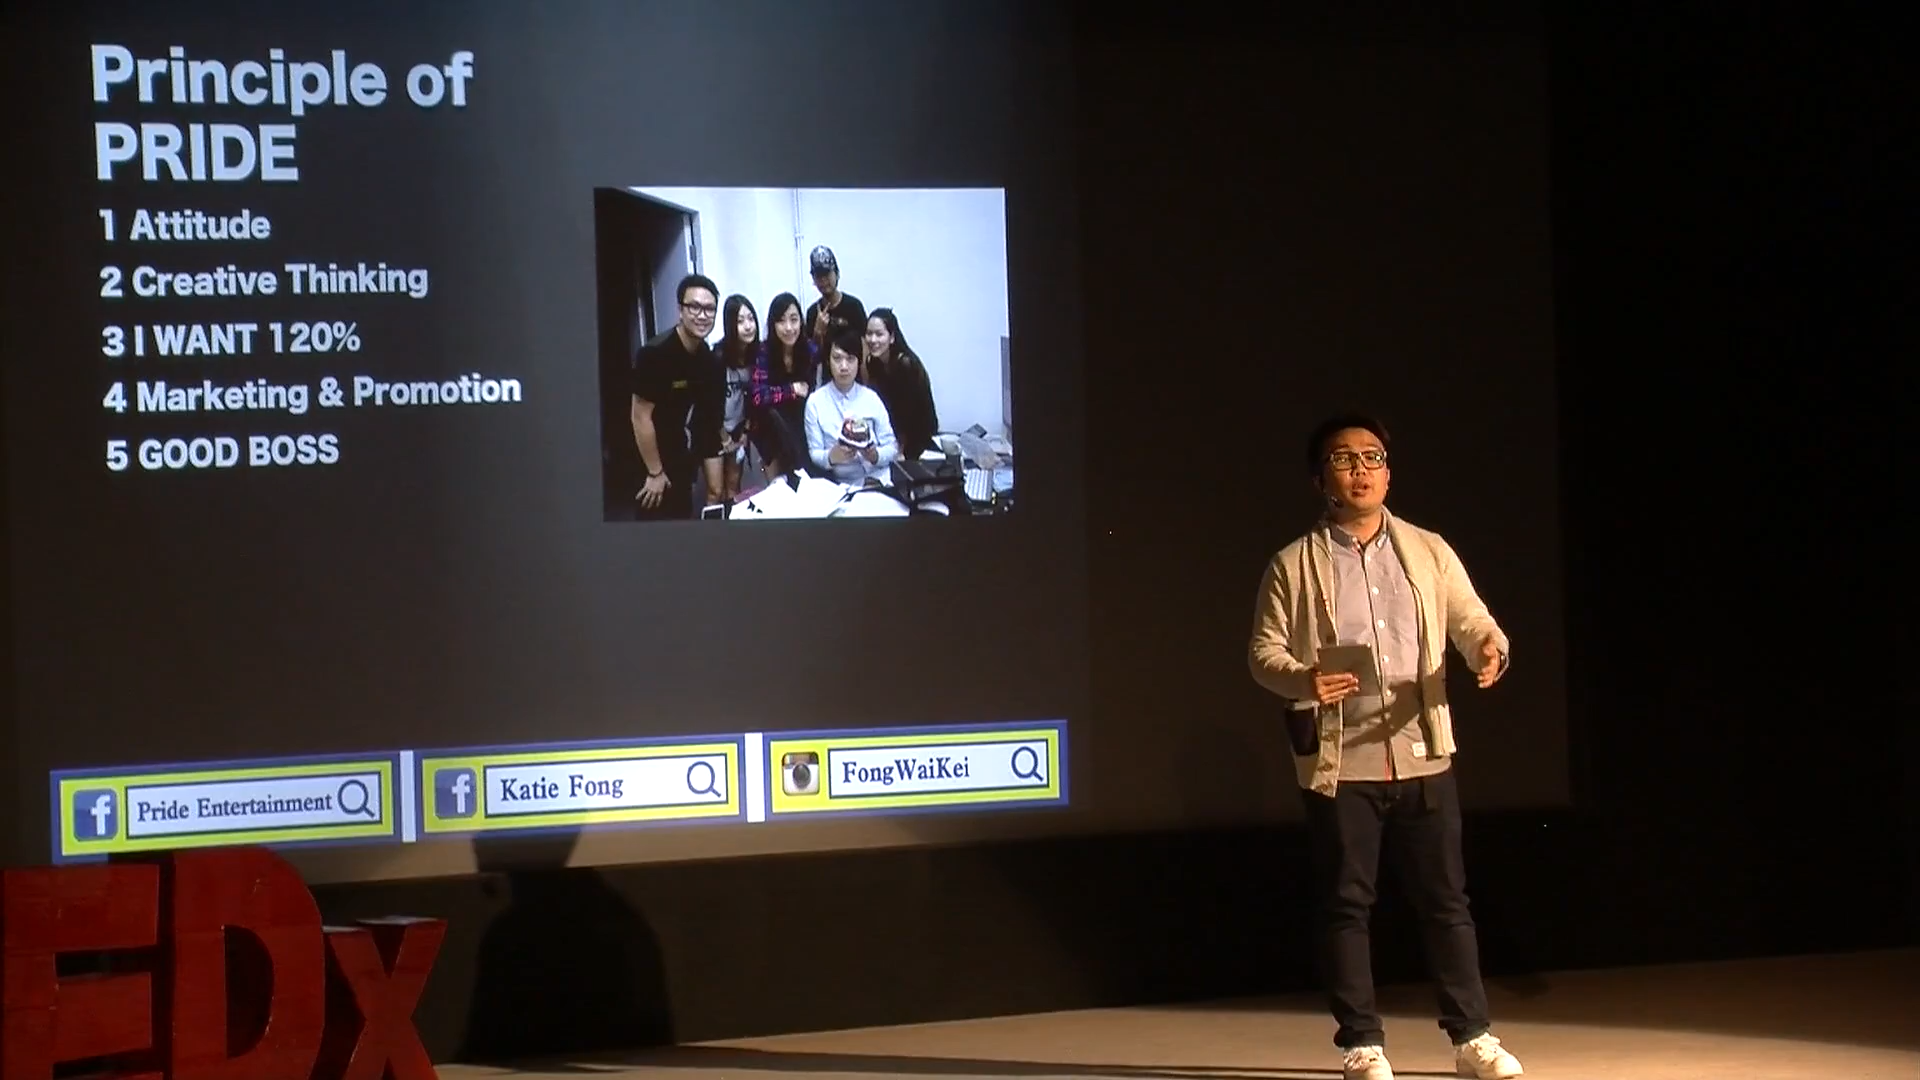 Principle of
PRIDE
1 Attitude
2 Creative Thinking
3 I WANT 120%
4 Marketing & Promotion
5 GOOD BOSS
Pride Entertainment
Katie Fong
FongWaiKei
EDx